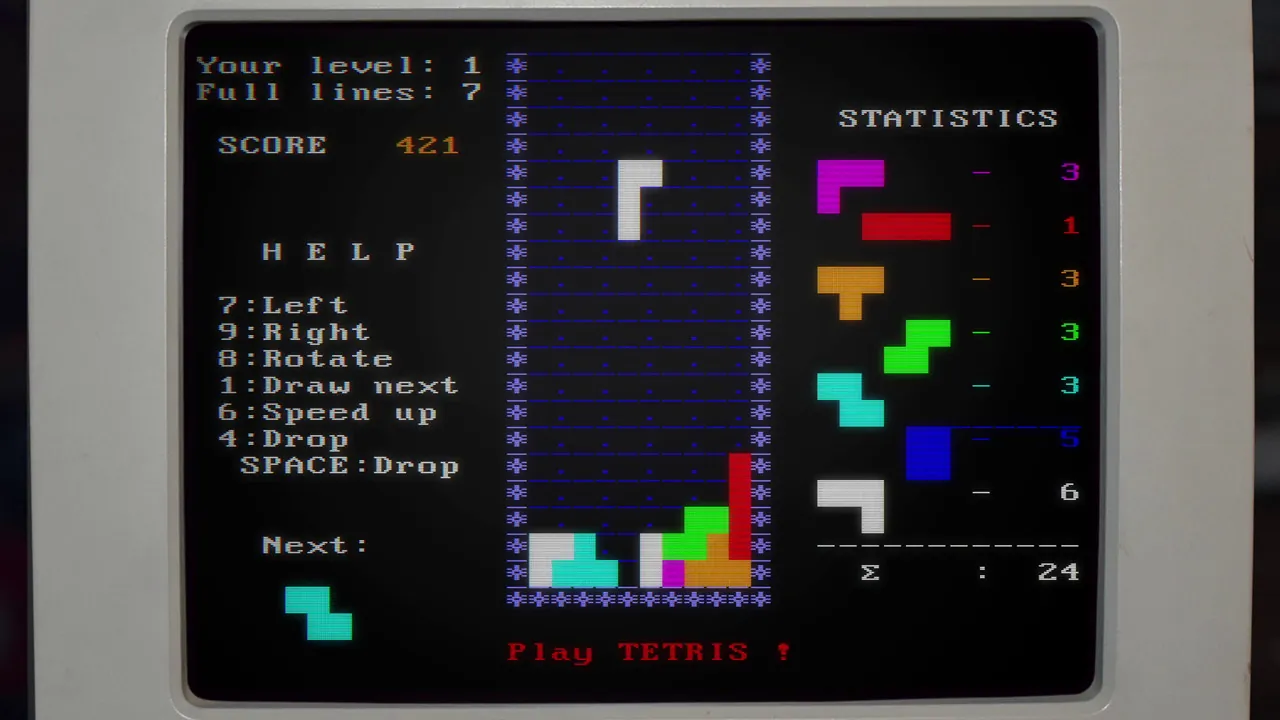 Your level: 1
Full lines: 7
SCORE 421
H E L P
7:Left
9:Right
8:Rotate
1:Draw next
6:Speed up
4:Drop
SPACE:Drop
Next:
Play TETRIS !
STATISTICS
- 3
- 1
- 3
- 3
- 3
- 5
- 6
------------
Σ : 24